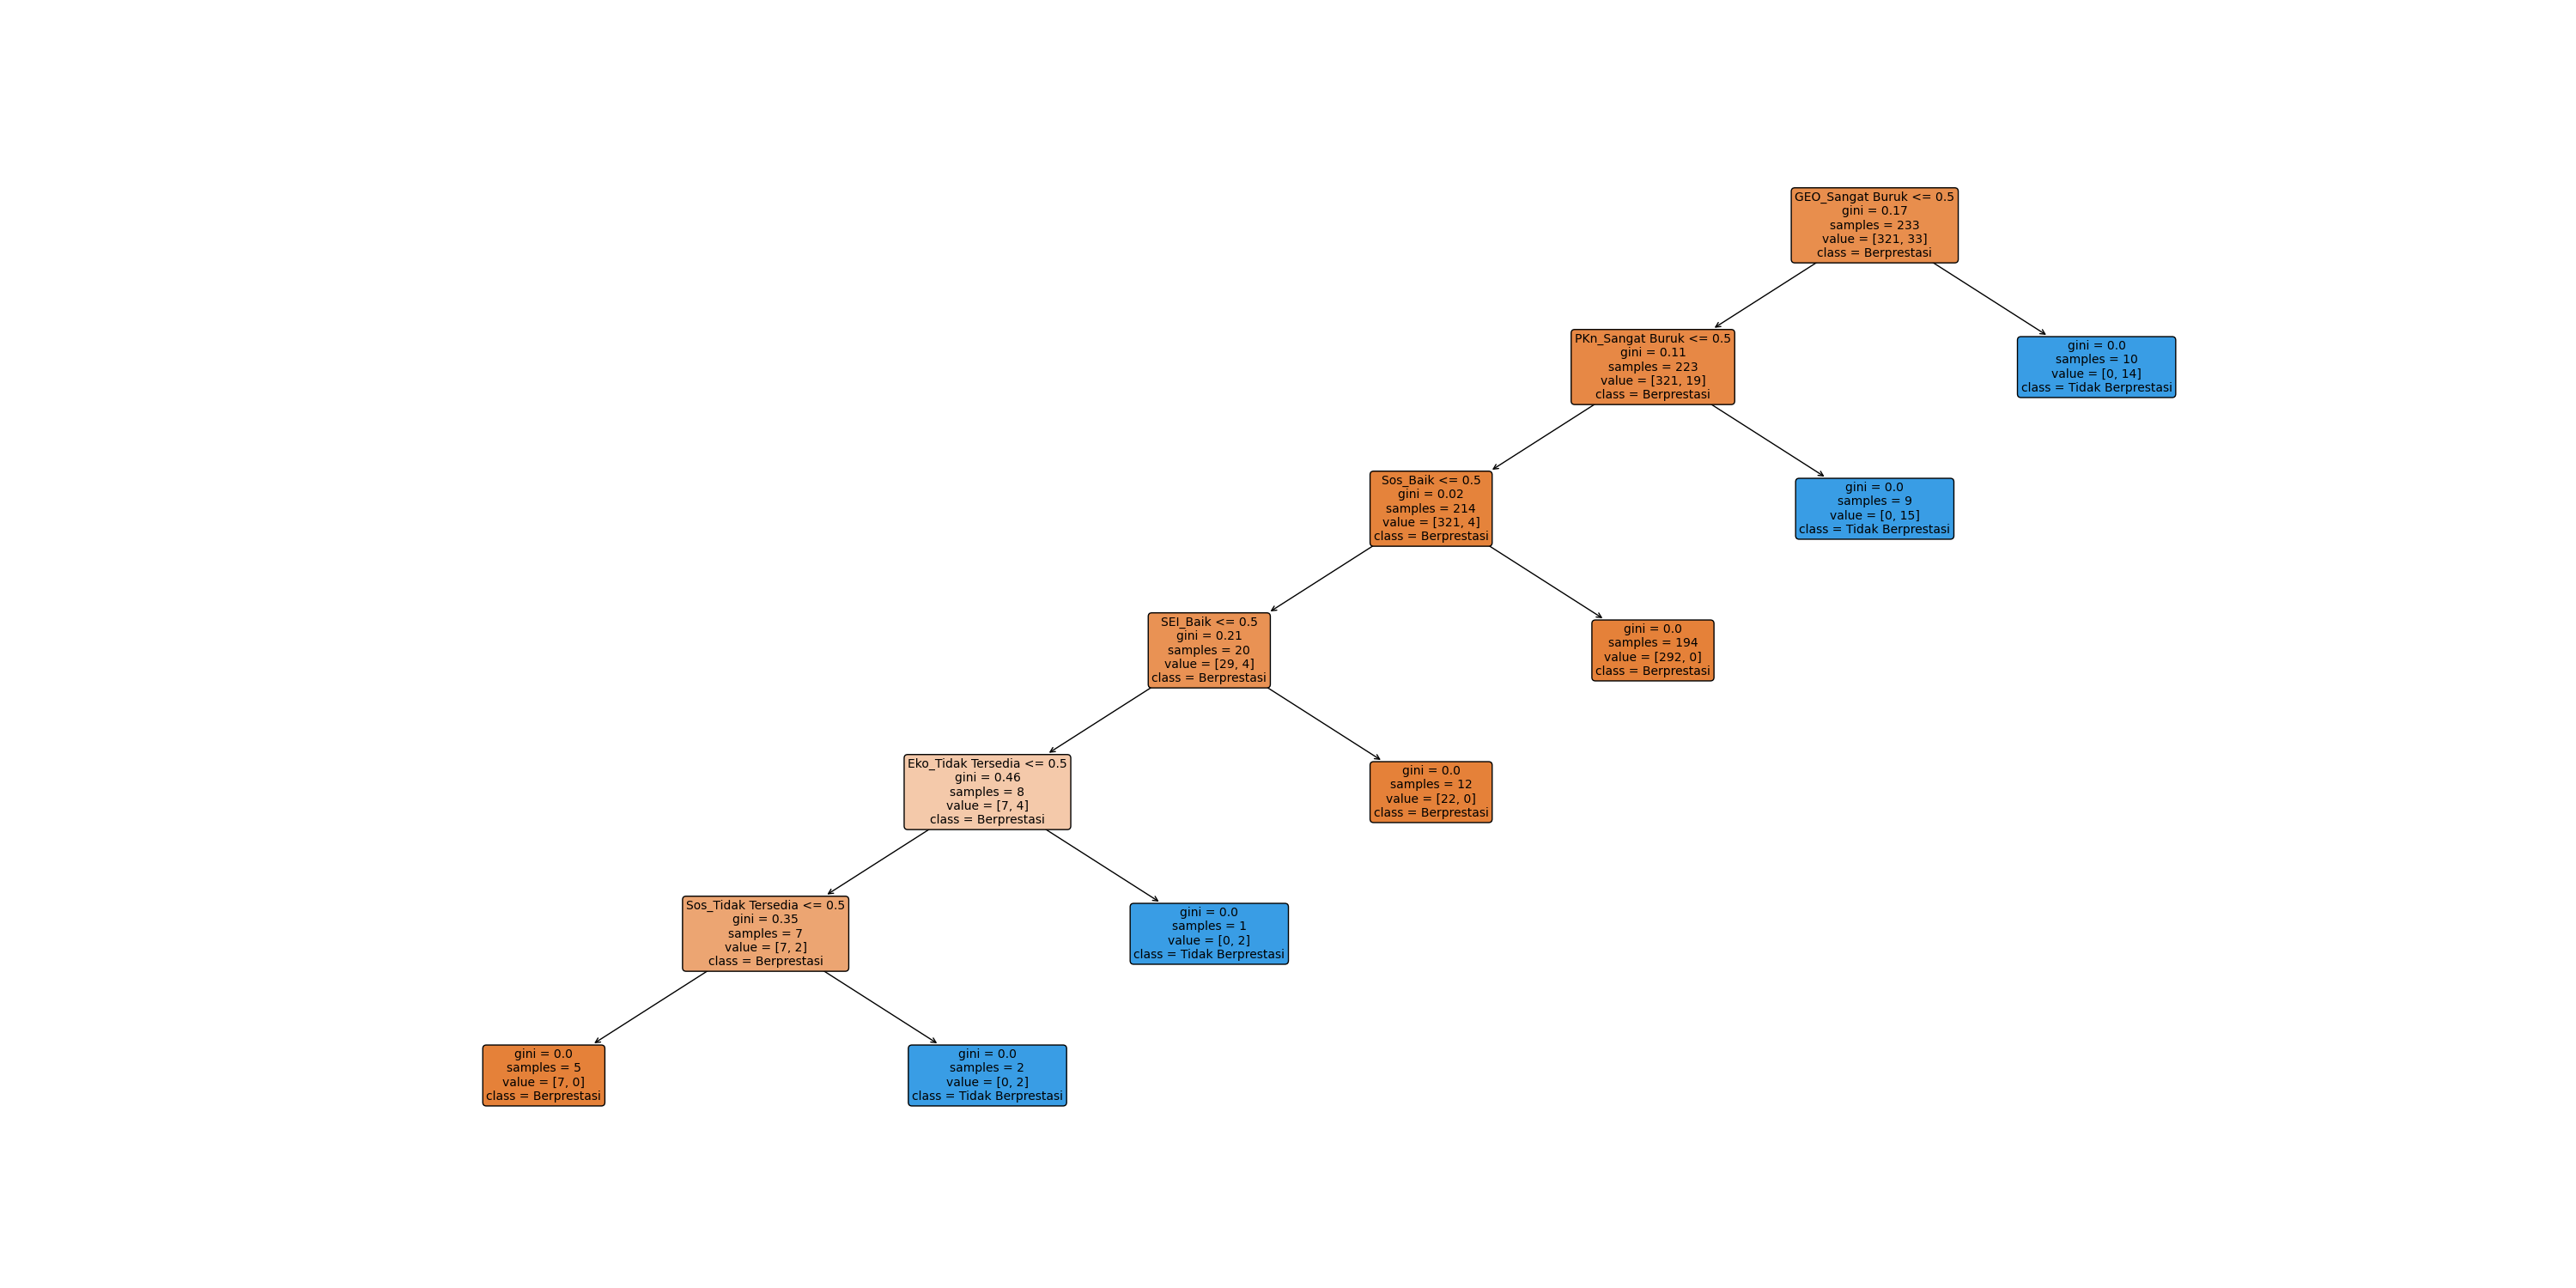 GEO_Sangat Buruk <= 0.5
gini = 0.17
samples = 233
value = [321, 33]
class = Berprestasi
PKn_Sangat Buruk <= 0.5
gini = 0.11
samples = 223
value = [321, 19]
class = Berprestasi
gini = 0.0
samples = 10
value = [0, 14]
class = Tidak Berprestasi
Sos_Baik <= 0.5
gini = 0.02
samples = 214
value = [321, 4]
class = Berprestasi
gini = 0.0
samples = 9
value = [0, 15]
class = Tidak Berprestasi
SEI_Baik <= 0.5
gini = 0.21
samples = 20
value = [29, 4]
class = Berprestasi
gini = 0.0
samples = 194
value = [292, 0]
class = Berprestasi
Eko_Tidak Tersedia <= 0.5
gini = 0.46
samples = 8
value = [7, 4]
class = Berprestasi
gini = 0.0
samples = 12
value = [22, 0]
class = Berprestasi
Sos_Tidak Tersedia <= 0.5
gini = 0.35
samples = 7
value = [7, 2]
class = Berprestasi
gini = 0.0
samples = 1
value = [0, 2]
class = Tidak Berprestasi
gini = 0.0
samples = 5
value = [7, 0]
class = Berprestasi
gini = 0.0
samples = 2
value = [0, 2]
class = Tidak Berprestasi